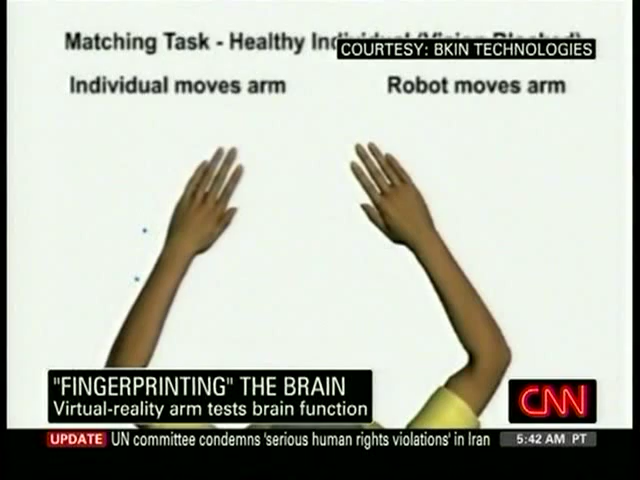 Matching Task - Healthy
COURTESY: BKIN TECHNOLOGIES
Individual moves arm
Robot moves arm
"FINGERPRINTING" THE BRAIN
Virtual-reality arm tests brain function
CNN
UPDATE UN committee condemns 'serious human rights violations' in Iran
5:42 AM PT